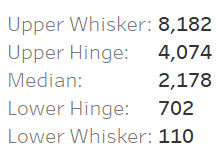 Upper Whisker: 8,182
Upper Hinge: 4,074
Median: 2,178
Lower Hinge: 702
Lower Whisker: 110